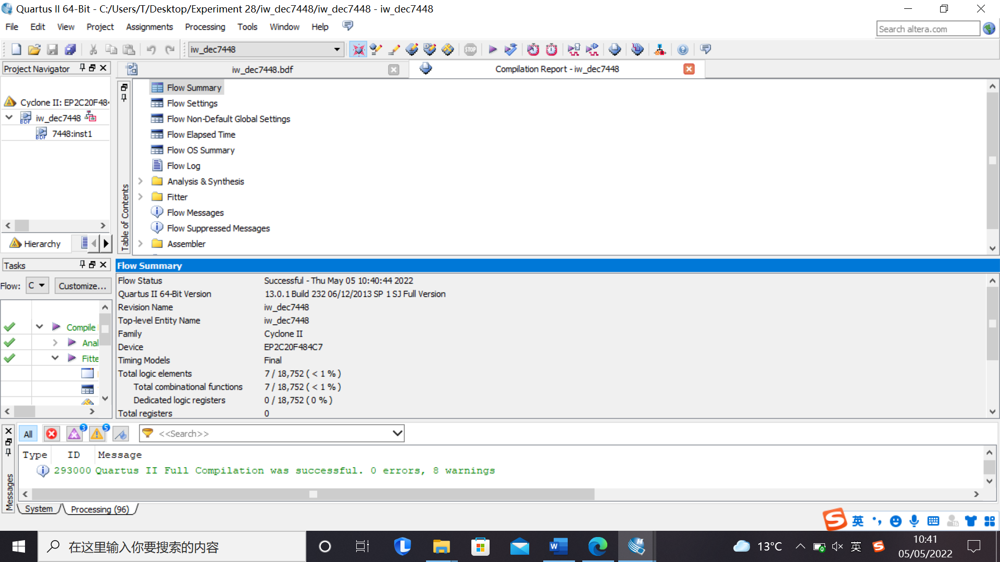 Quartus II 64-Bit - C:/Users/T/Desktop/Experiment 28/iw_dec7448/iw_dec7448 - iw_dec7448
File Edit View Project Assignments Processing Tools Window Help
Search altera.com
iw_dec7448
STOP
Project Navigator
iw_dec7448.bdf
Compilation Report - iw_dec7448
Cyclone II: EP2C20F484
iw_dec7448
7448:inst1
Hierarchy
Table of Contents
Flow Summary
Flow Settings
Flow Non-Default Global Settings
Flow Elapsed Time
Flow OS Summary
Flow Log
Analysis & Synthesis
Fitter
Flow Messages
Flow Suppressed Messages
Assembler
Tasks
Flow: C Customize...
Compile
Anal
Fitte
Flow Summary
Flow Status Successful - Thu May 05 10:40:44 2022
Quartus II 64-Bit Version 13.0.1 Build 232 06/12/2013 SP 1 SJ Full Version
Revision Name iw_dec7448
Top-level Entity Name iw_dec7448
Family Cyclone II
Device EP2C20F484C7
Timing Models Final
Total logic elements 7 / 18,752 ( < 1 % )
Total combinational functions 7 / 18,752 ( < 1 % )
Dedicated logic registers 0 / 18,752 ( 0 % )
Total registers 0
All 3 5 <<Search>>
Type ID Message
293000 Quartus II Full Compilation was successful. 0 errors, 8 warnings
Messages
System Processing (96)
英
在这里输入你要搜索的内容
13°C 英 10:41
05/05/2022